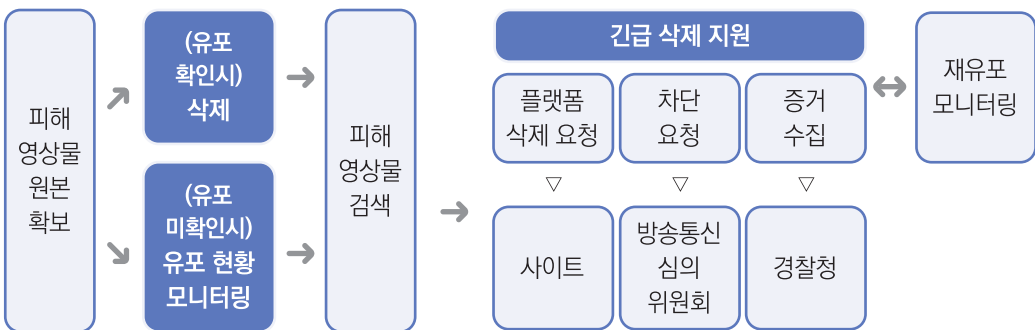 피해
영상물
원본
확보
(유포
확인시)
삭제
(유포
미확인시)
유포 현황
모니터링
피해
영상물
검색
긴급 삭제 지원
플랫폼
삭제 요청
차단
요청
증거
수집
사이트
방송통신
심의
위원회
경찰청
재유포
모니터링